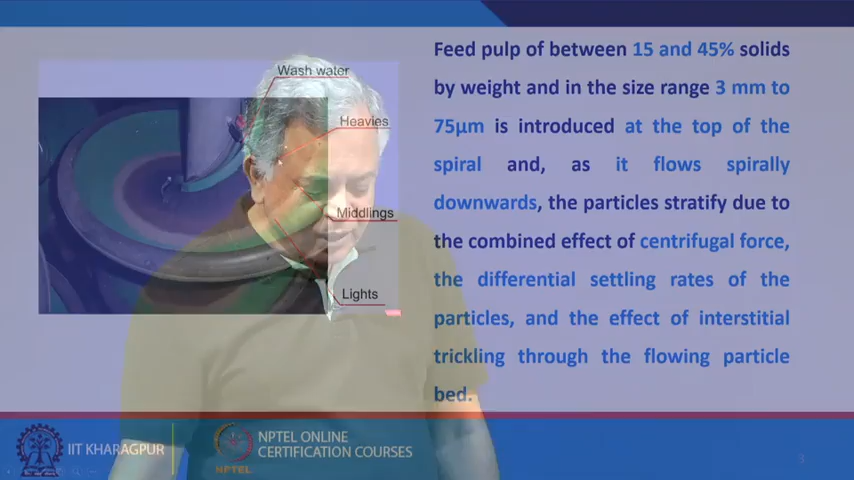 Wash water
Heavies
Middlings
Lights
Feed pulp of between 15 and 45% solids
by weight and in the size range 3 mm to
75µm is introduced at the top of the
spiral and, as it flows spirally
downwards, the particles stratify due to
the combined effect of centrifugal force,
the differential settling rates of the
particles, and the effect of interstitial
trickling through the flowing particle
bed.
IIT KHARAGPUR
NPTEL
NPTEL ONLINE
CERTIFICATION COURSES
3